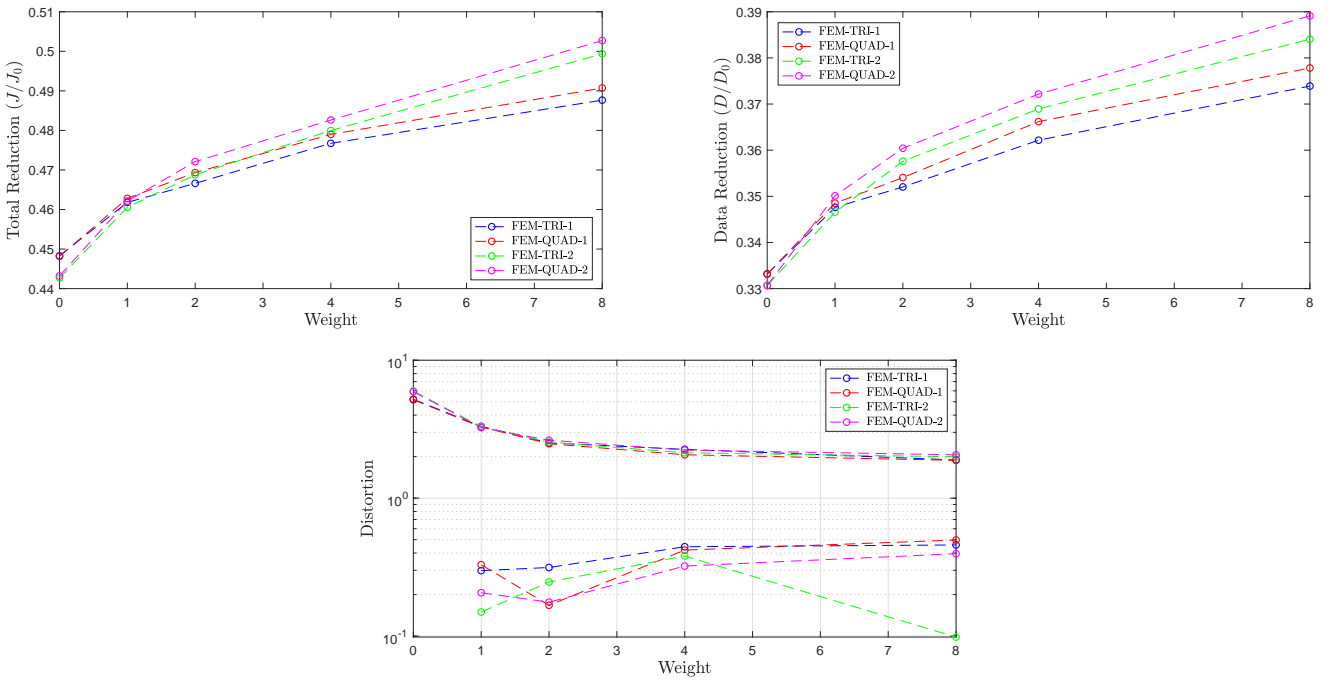 Total Reduction (J/J₀)
0.51
0.5
0.49
0.48
0.47
0.46
0.45
0.44
0 1 2 3 4 5 6 7 8
Weight
FEM-TRI-1
FEM-QUAD-1
FEM-TRI-2
FEM-QUAD-2
Data Reduction (D/D₀)
0.39
0.38
0.37
0.36
0.35
0.34
0.33
0 1 2 3 4 5 6 7 8
Weight
FEM-TRI-1
FEM-QUAD-1
FEM-TRI-2
FEM-QUAD-2
Distortion
10¹
10⁰
10⁻¹
0 1 2 3 4 5 6 7 8
Weight
FEM-TRI-1
FEM-QUAD-1
FEM-TRI-2
FEM-QUAD-2